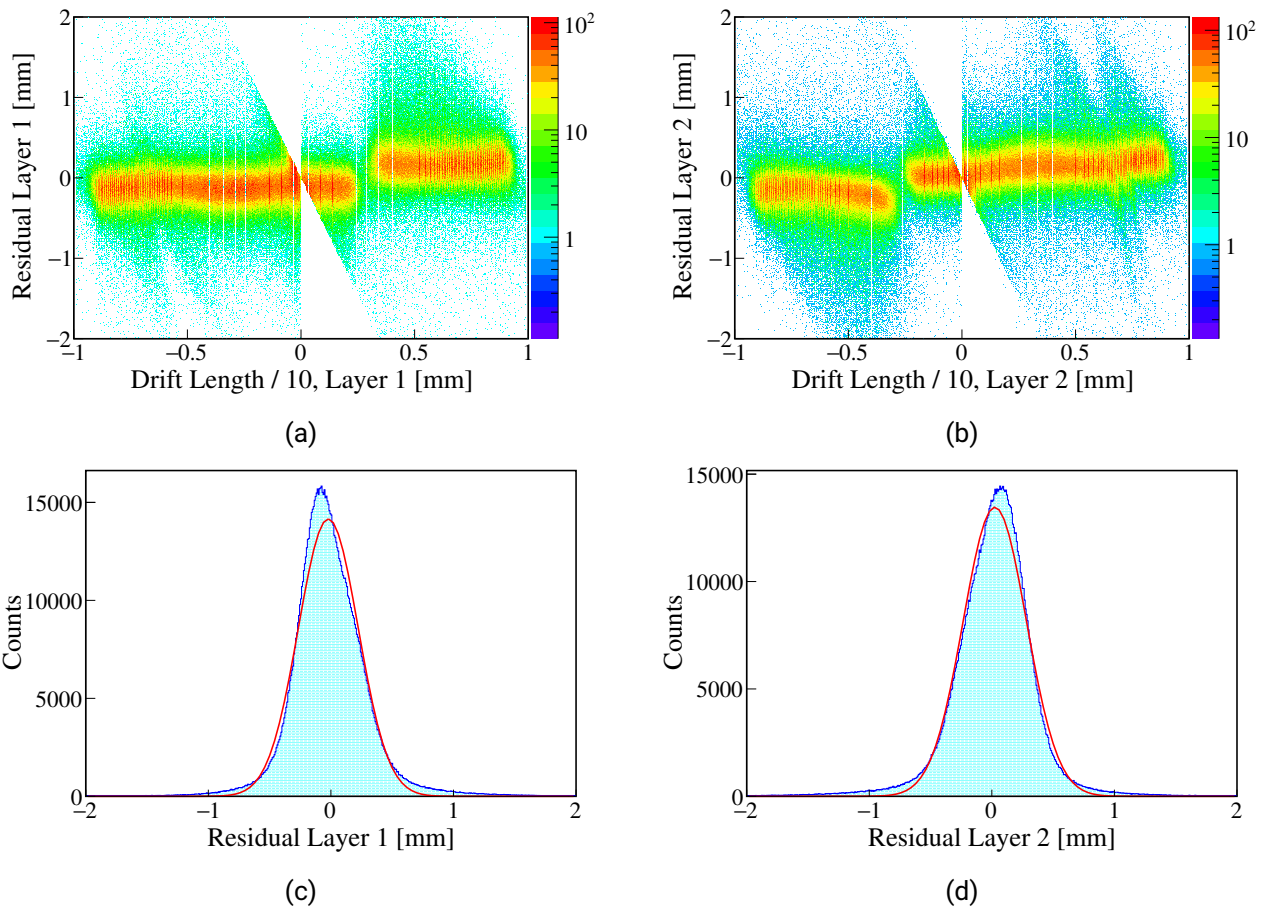 2
1
0
−1
−2
Residual Layer 1 [mm]
−1 −0.5 0 0.5 1
Drift Length / 10, Layer 1 [mm]
10²
10
1
(a)
2
1
0
−1
−2
Residual Layer 2 [mm]
−1 −0.5 0 0.5 1
Drift Length / 10, Layer 2 [mm]
10²
10
1
(b)
15000
10000
5000
0
Counts
−2 −1 0 1 2
Residual Layer 1 [mm]
(c)
15000
10000
5000
0
Counts
−2 −1 0 1 2
Residual Layer 2 [mm]
(d)